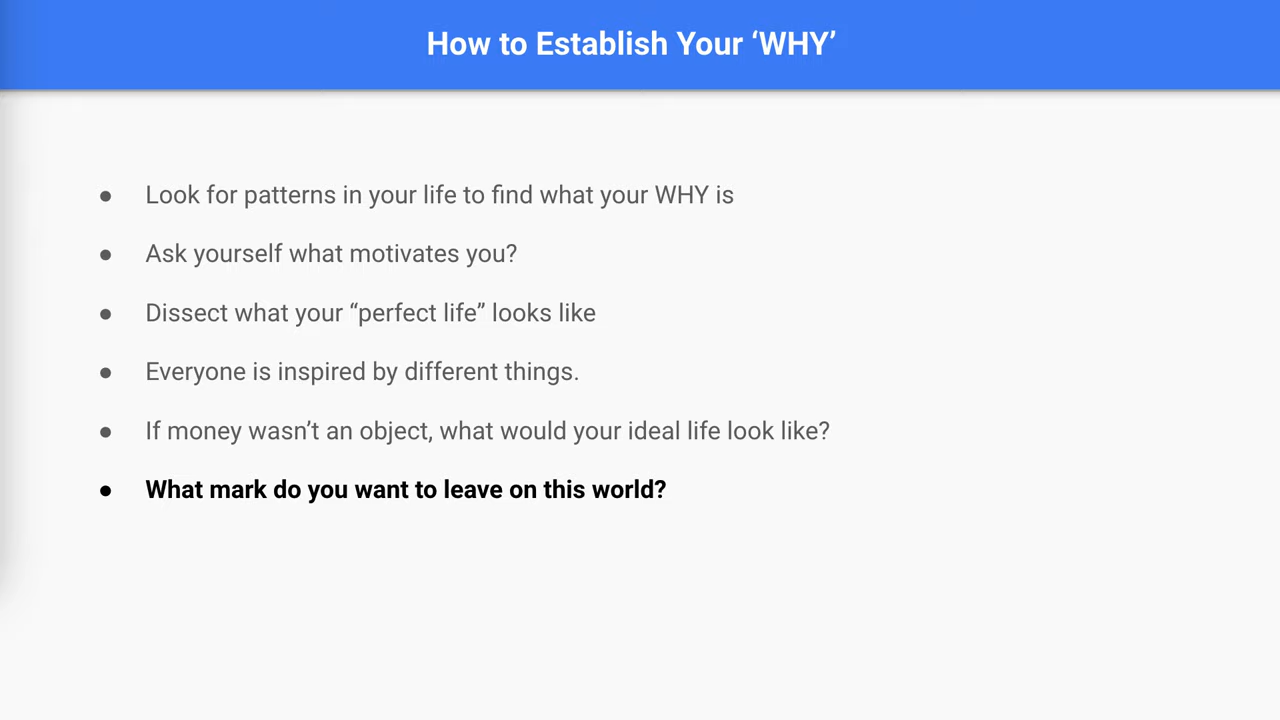 How to Establish Your ‘WHY’
● Look for patterns in your life to find what your WHY is
● Ask yourself what motivates you?
● Dissect what your “perfect life” looks like
● Everyone is inspired by different things.
● If money wasn’t an object, what would your ideal life look like?
● What mark do you want to leave on this world?